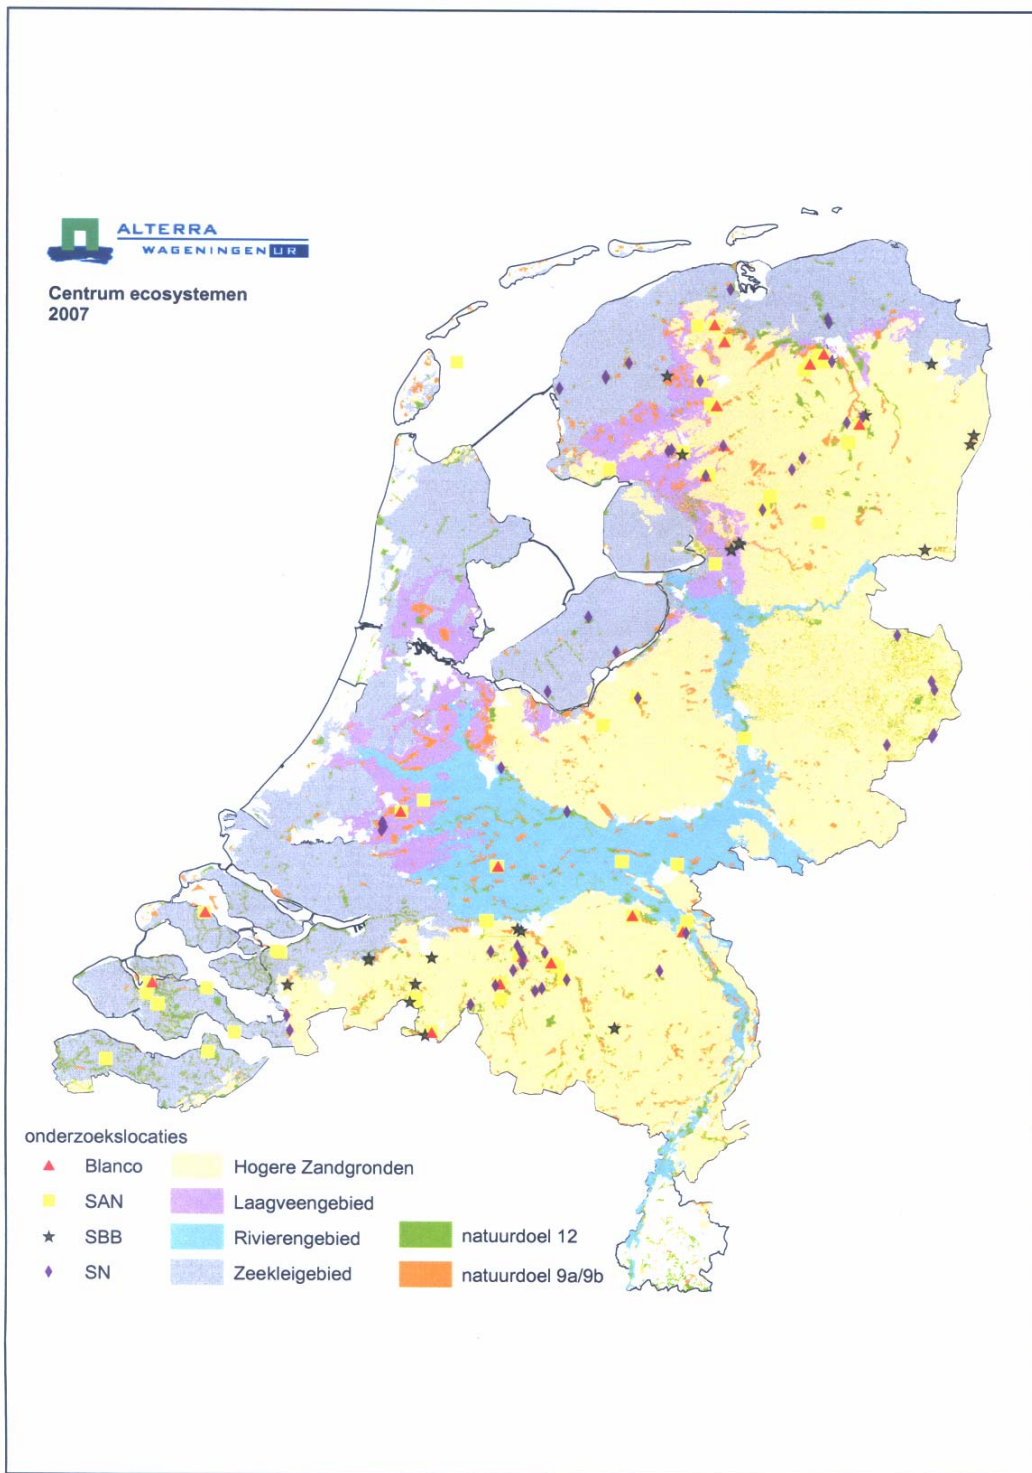 ALTERRA
WAGENINGEN UR
Centrum ecosystemen
2007
onderzoekslocaties
Blanco
SAN
SBB
SN
Hogere Zandgronden
Laagveengebied
Rivierengebied
Zeekleigebied
natuurdoel 12
natuurdoel 9a/9b